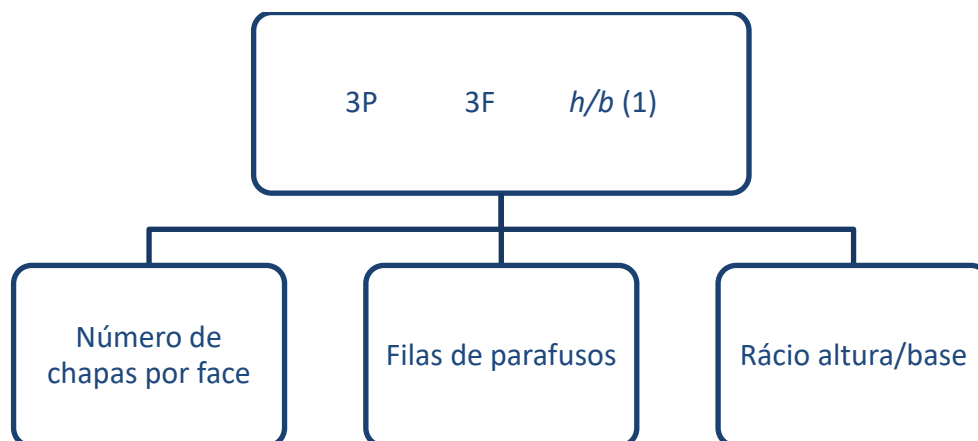 3P 3F h/b (1)
Número de
chapas por face
Filas de parafusos
Rácio altura/base